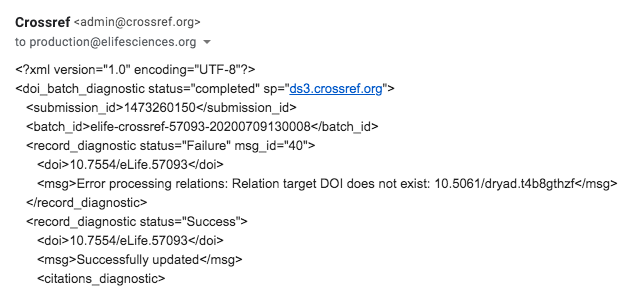 Crossref <admin@crossref.org>
to production@elifesciences.org
<?xml version="1.0" encoding="UTF-8"?>
<doi_batch_diagnostic status="completed" sp="ds3.crossref.org">
<submission_id>1473260150</submission_id>
<batch_id>elife-crossref-57093-20200709130008</batch_id>
<record_diagnostic status="Failure" msg_id="40">
<doi>10.7554/eLife.57093</doi>
<msg>Error processing relations: Relation target DOI does not exist: 10.5061/dryad.t4b8gthzf</msg>
</record_diagnostic>
<record_diagnostic status="Success">
<doi>10.7554/eLife.57093</doi>
<msg>Successfully updated</msg>
<citations_diagnostic>